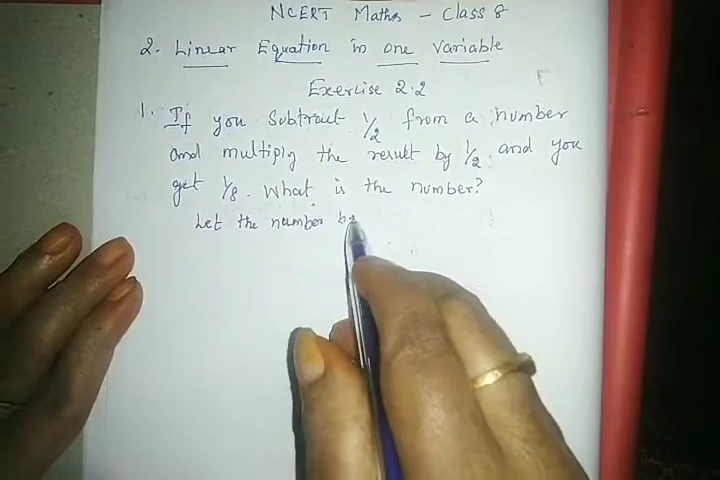 NCERT Maths - Class 8
2. Linear Equation in one variable
Exercise 2.2
1. If you subtract 1/2 from a number
and multiply the result by 1/2. and you
get 1/8. What is the number?
Let the number be